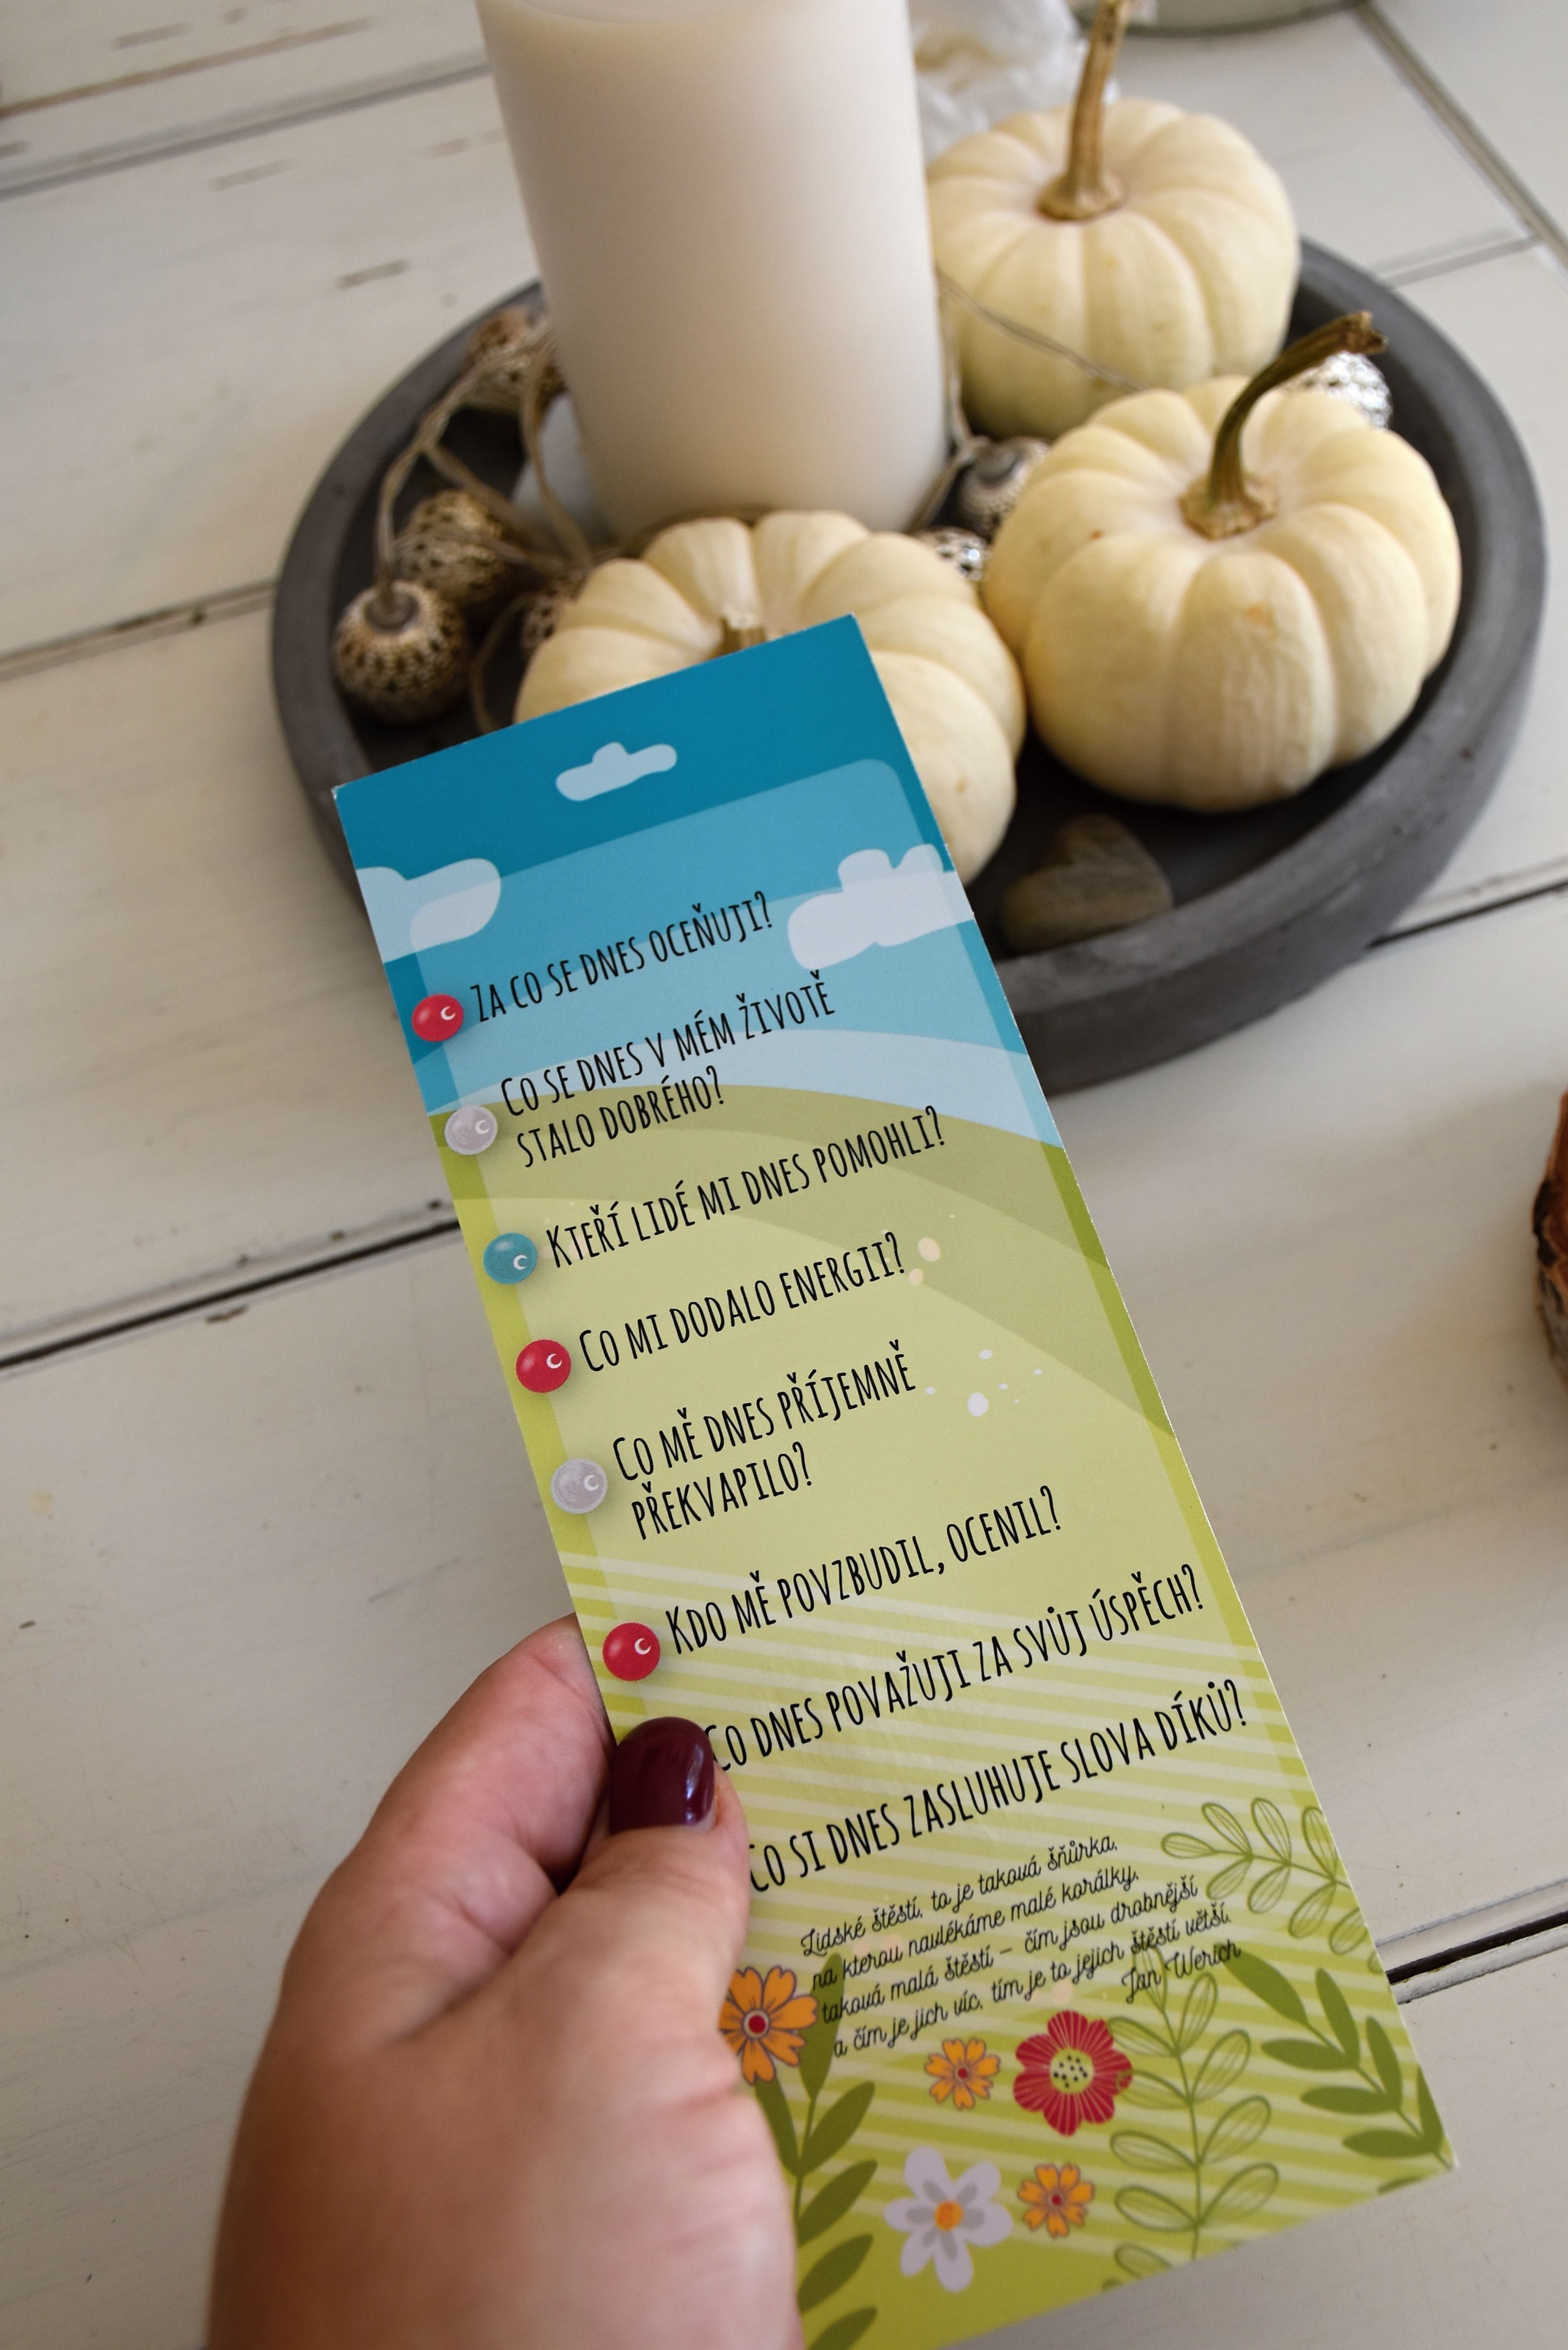 Za co se dnes oceňuji?
Co se dnes v mém životě
stalo dobrého?
Kteří lidé mi dnes pomohli?
Co mi dodalo energii?
Co mě dnes příjemně
překvapilo?
Kdo mě povzbudil, ocenil?
Co dnes považuji za svůj úspěch?
Co si dnes zasluhuje slova díků?
Lidské štěstí, to je taková šňůrka,
na kterou navlékáme malé korálky,
taková malá štěstí – čím jsou drobnější
a čím je jich víc, tím je to jejich štěstí větší.
Jan Werich